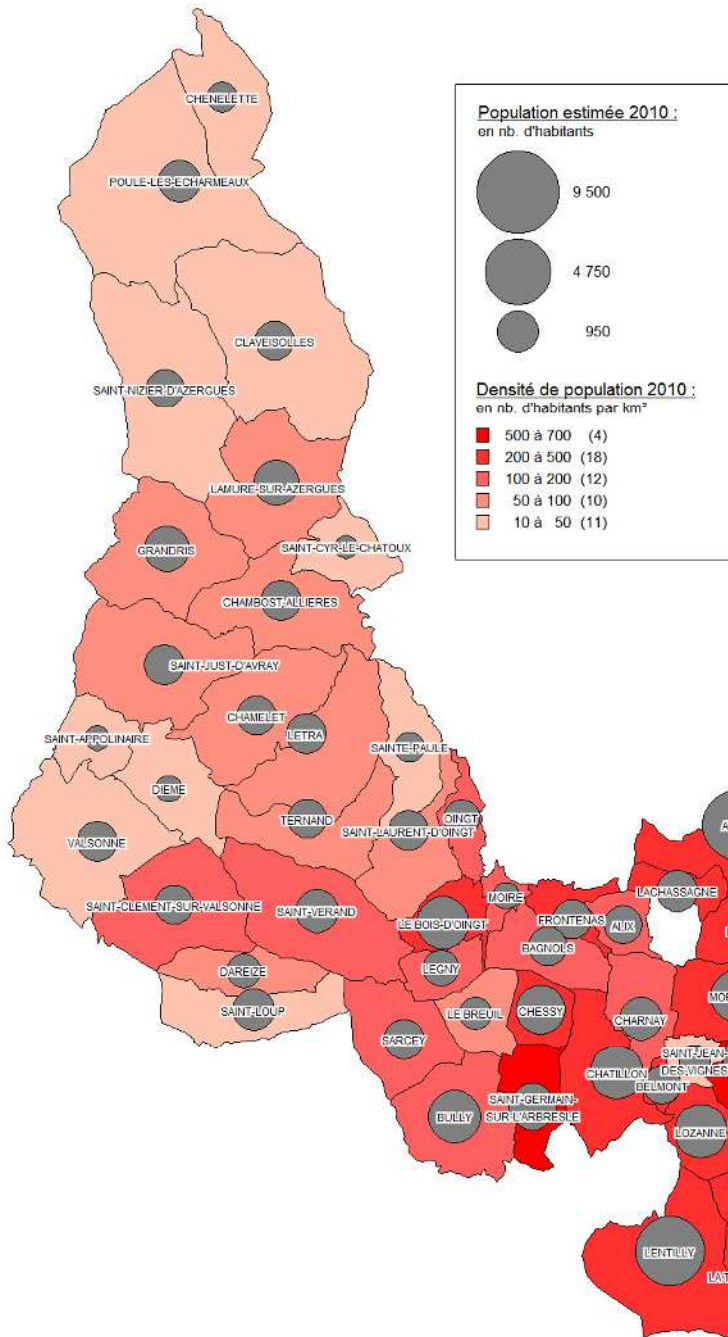 CHENELETTE
POULE-LES-ECHARMEAUX
CLAVEISOLLES
SAINT-NIZIER-D'AZERGUES
LAMURE-SUR-AZERGUES
GRANDRIS
SAINT-CYR-LE-CHATOUX
CHAMBOST-ALLIERES
SAINT-JUST-D'AVRAY
CHAMELET
LETRA
SAINT-APPOLINAIRE
SAINTE-PAULE
DIEME
VALSONNE
TERNAND
SAINT-LAURENT-D'OINGT
OINGT
SAINT-CLEMENT-SUR-VALSONNE
SAINT-VERAND
LE BOIS-D'OINGT
MOIRE
FRONTENAS
ALIX
LACHASSAGNE
BAGNOLS
DAREIZE
LEGNY
SAINT-LOUP
SARCEY
LE BREUIL
CHESSY
CHARNAY
MOR
SAINT-JEAN-
DES-VIGNES
CHATILLON
BELMONT
SAINT-GERMAIN-
SUR-L'ARBRESLE
BULLY
LOZANNE
LENTILLY
LA T
Population estimée 2010 :
en nb. d'habitants
9 500
4 750
950
Densité de population 2010 :
en nb. d'habitants par km²
500 à 700 (4)
200 à 500 (18)
100 à 200 (12)
50 à 100 (10)
10 à 50 (11)